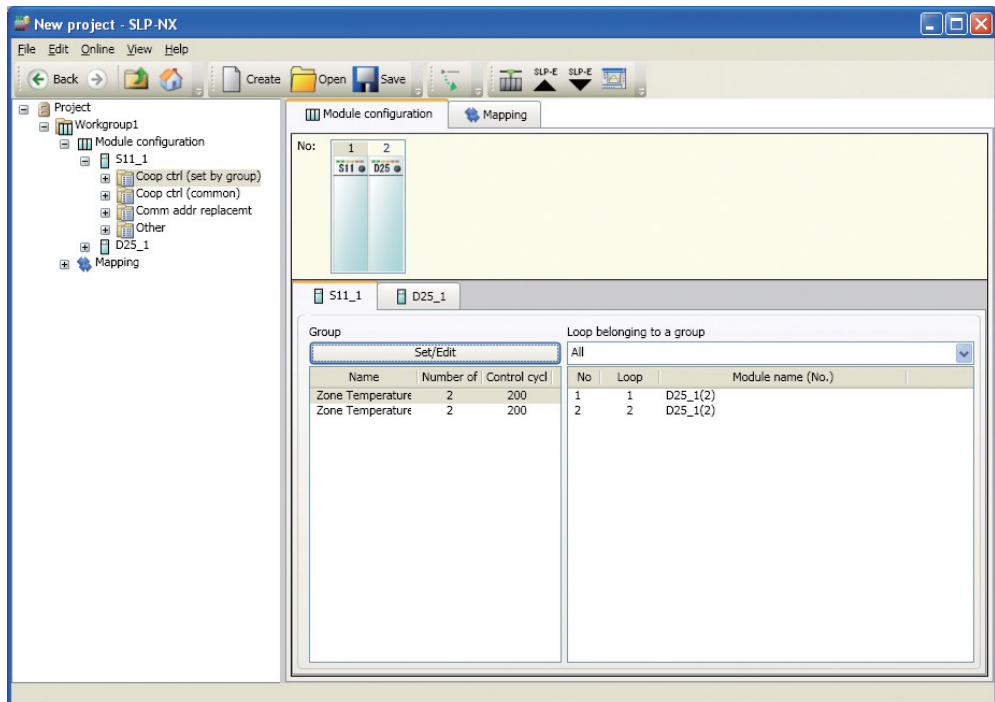 New project - SLP-NX
File Edit Online View Help
Back Create Open Save SLP-E SLP-E
Project
Workgroup1
Module configuration
S11_1
Coop ctrl (set by group)
Coop ctrl (common)
Comm addr replacemt
Other
D25_1
Mapping
Module configuration Mapping
No: 1 2
S11 D25
S11_1 D25_1
Group Loop belonging to a group
Set/Edit All
Name Number of Control cycl No Loop Module name (No.)
Zone Temperature 2 200 1 1 D25_1(2)
Zone Temperature 2 200 2 2 D25_1(2)